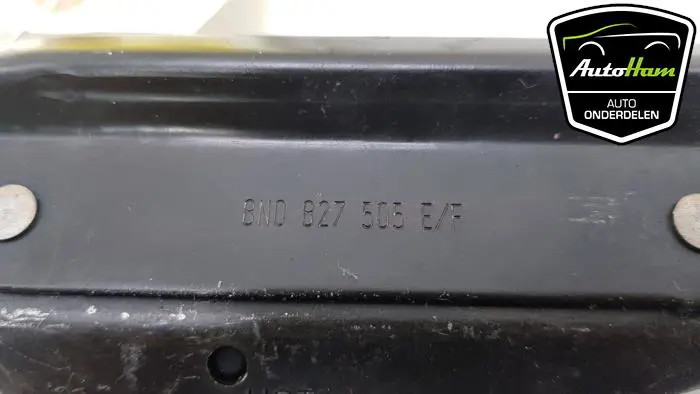 AutoHam
AUTO
ONDERDELEN
8N0 827 505 E/F